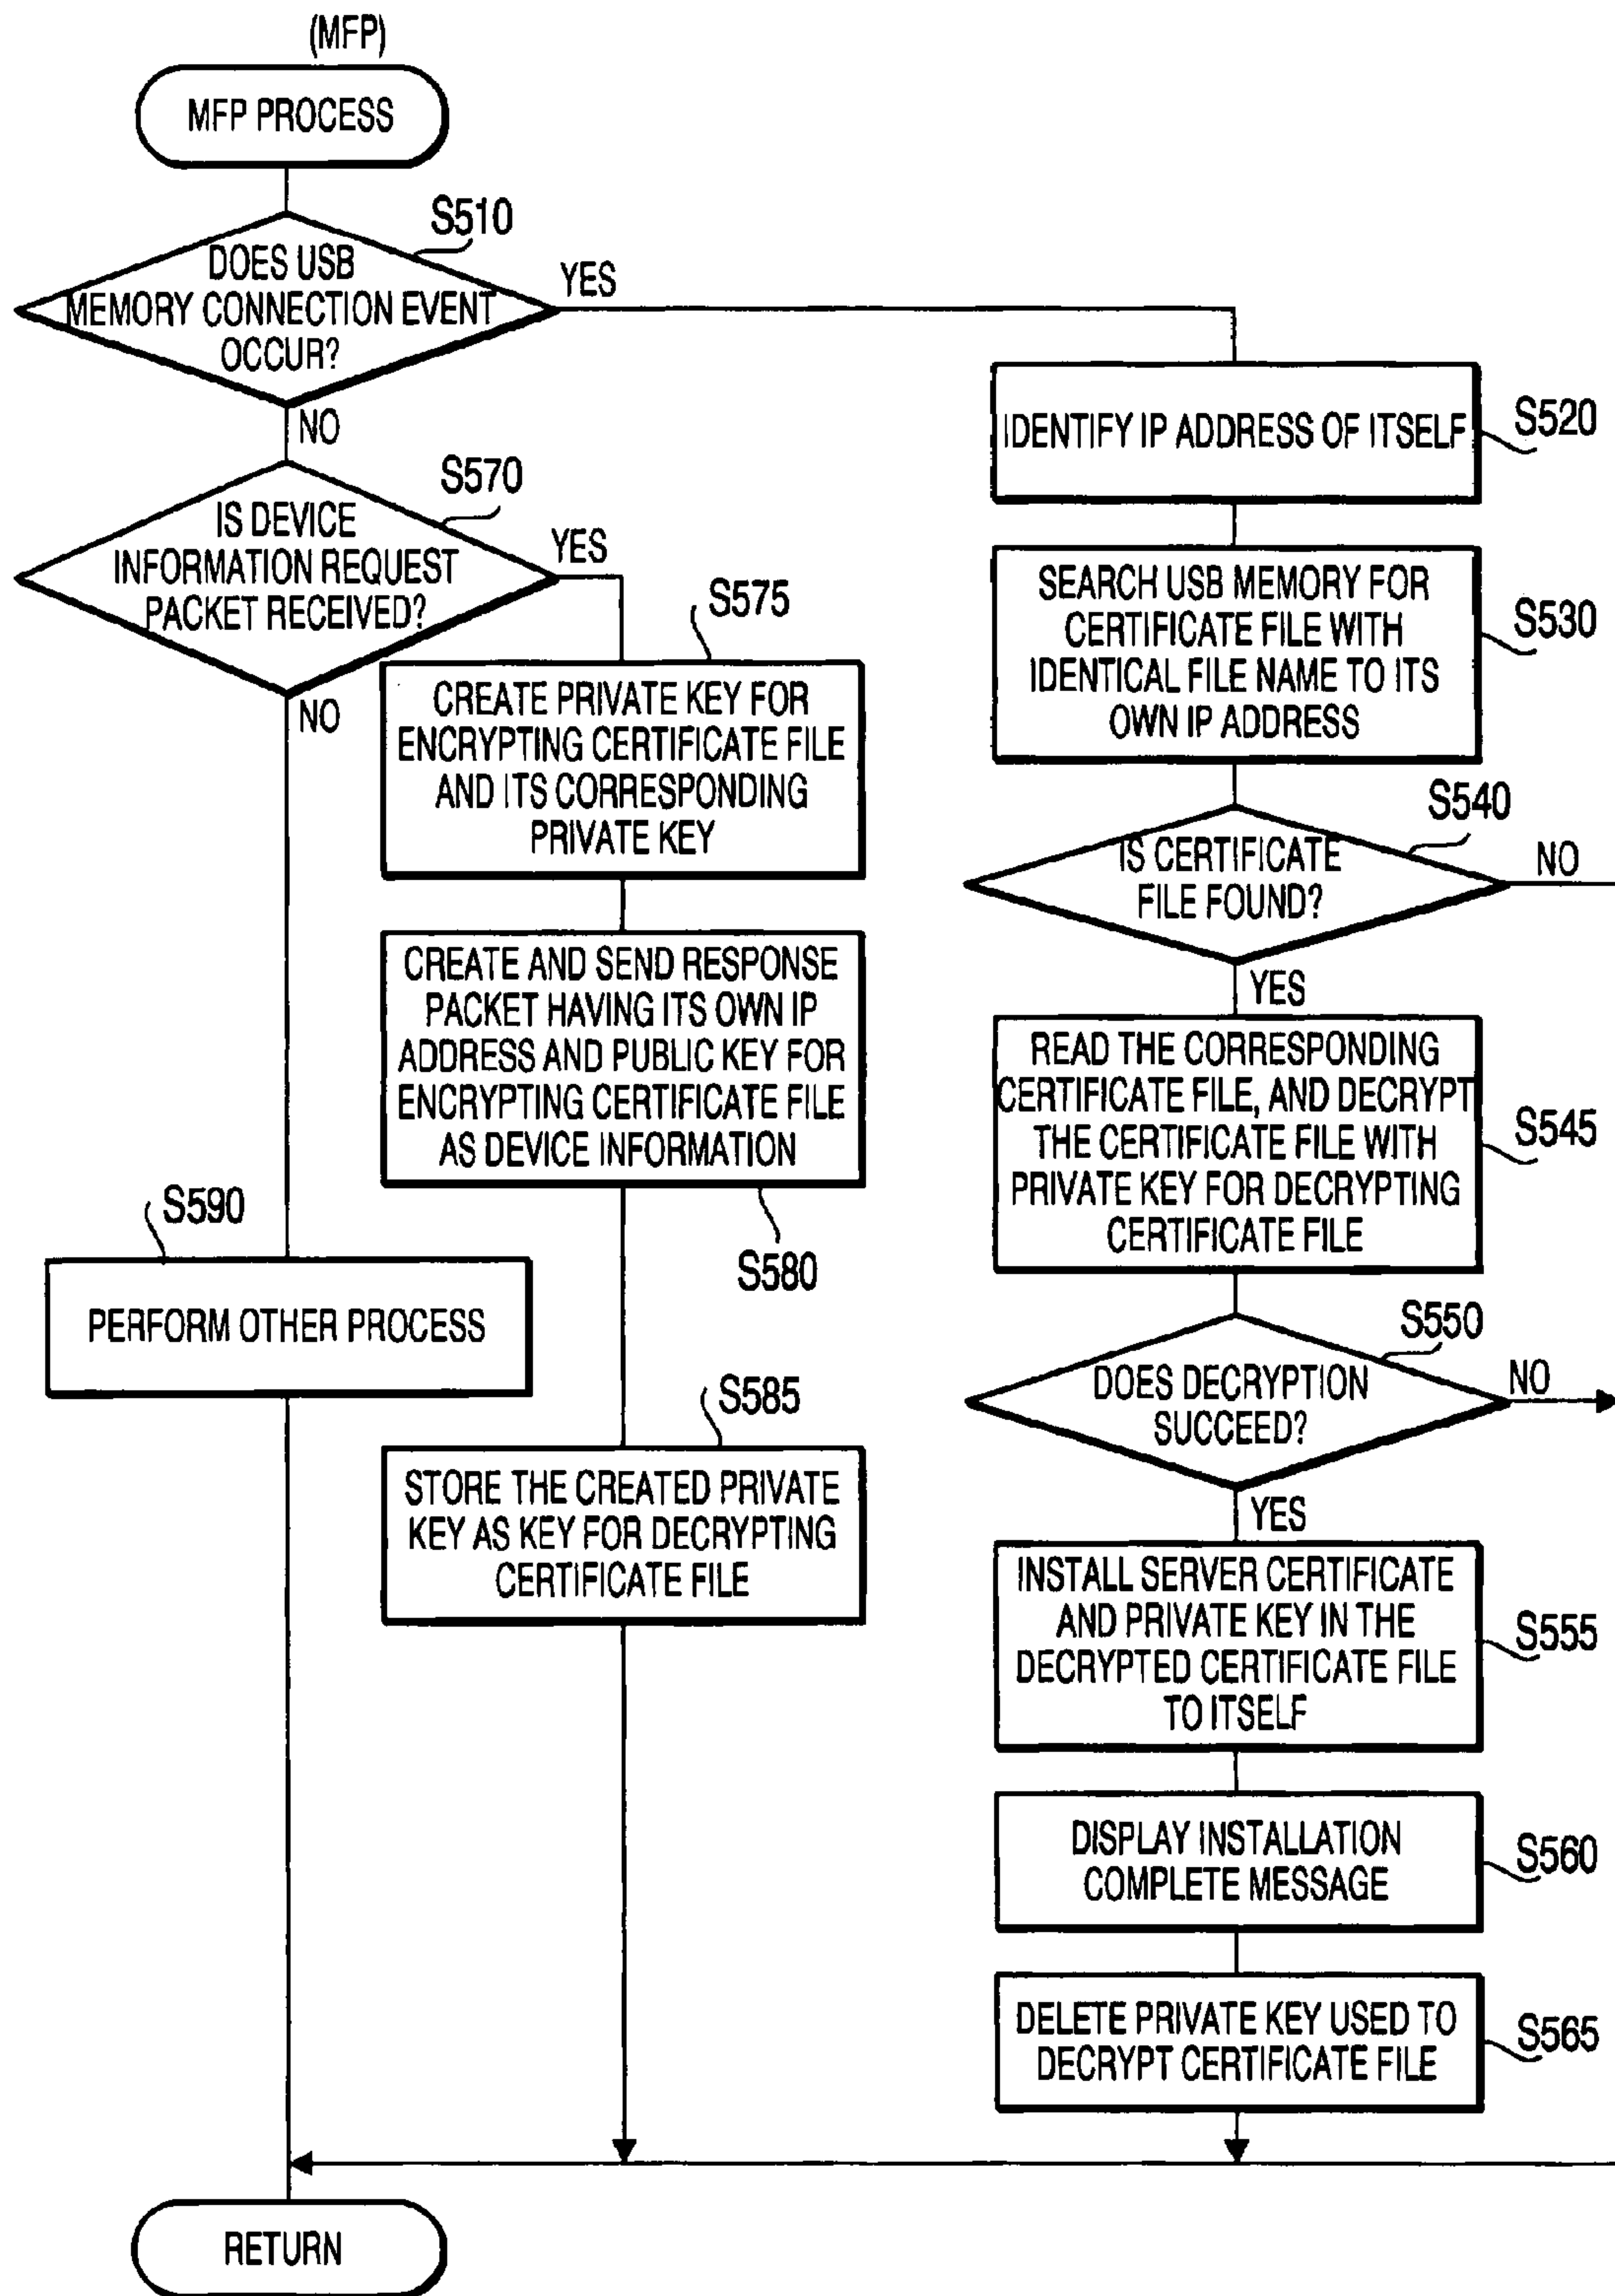 (MFP)
MFP PROCESS
S510
DOES USB
MEMORY CONNECTION EVENT
OCCUR?
YES
NO
S570
IS DEVICE
INFORMATION REQUEST
PACKET RECEIVED?
YES
NO
S575
CREATE PRIVATE KEY FOR
ENCRYPTING CERTIFICATE FILE
AND ITS CORRESPONDING
PRIVATE KEY
CREATE AND SEND RESPONSE
PACKET HAVING ITS OWN IP
ADDRESS AND PUBLIC KEY FOR
ENCRYPTING CERTIFICATE FILE
AS DEVICE INFORMATION
S580
S590
PERFORM OTHER PROCESS
S585
STORE THE CREATED PRIVATE
KEY AS KEY FOR DECRYPTING
CERTIFICATE FILE
IDENTIFY IP ADDRESS OF ITSELF
S520
SEARCH USB MEMORY FOR
CERTIFICATE FILE WITH
IDENTICAL FILE NAME TO ITS
OWN IP ADDRESS
S530
S540
IS CERTIFICATE
FILE FOUND?
NO
YES
READ THE CORRESPONDING
CERTIFICATE FILE, AND DECRYPT
THE CERTIFICATE FILE WITH
PRIVATE KEY FOR DECRYPTING
CERTIFICATE FILE
S545
S550
DOES DECRYPTION
SUCCEED?
NO
YES
INSTALL SERVER CERTIFICATE
AND PRIVATE KEY IN THE
DECRYPTED CERTIFICATE FILE
TO ITSELF
S555
DISPLAY INSTALLATION
COMPLETE MESSAGE
S560
DELETE PRIVATE KEY USED TO
DECRYPT CERTIFICATE FILE
S565
RETURN